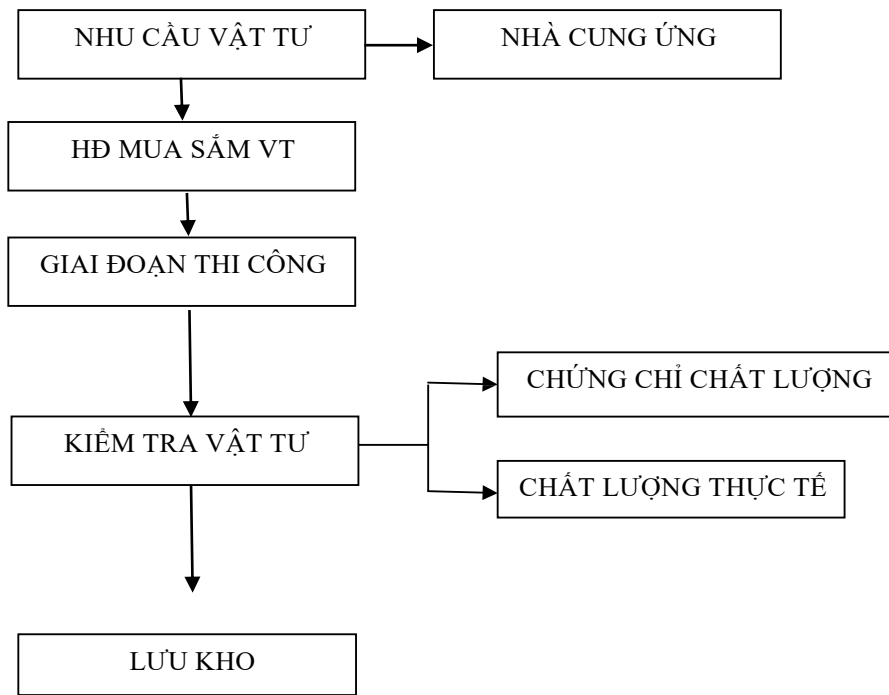 NHU CẦU VẬT TƯ
NHÀ CUNG ỨNG
HĐ MUA SẮM VT
GIAI ĐOẠN THI CÔNG
CHỨNG CHỈ CHẤT LƯỢNG
KIỂM TRA VẬT TƯ
CHẤT LƯỢNG THỰC TẾ
LƯU KHO